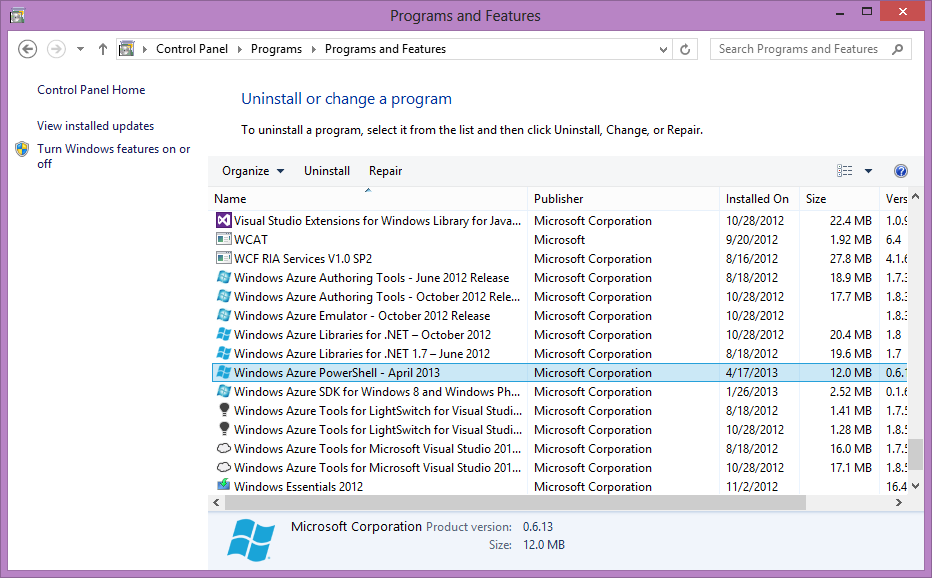 Programs and Features
Control Panel Programs Programs and Features Search Programs and Features
Control Panel Home
View installed updates
Turn Windows features on or
off
Uninstall or change a program
To uninstall a program, select it from the list and then click Uninstall, Change, or Repair.
Organize Uninstall Repair
Name Publisher Installed On Size Vers
Visual Studio Extensions for Windows Library for Java... Microsoft Corporation 10/28/2012 22.4 MB 1.0.9
WCAT Microsoft 9/20/2012 1.92 MB 6.4
WCF RIA Services V1.0 SP2 Microsoft Corporation 8/16/2012 27.8 MB 4.1.6
Windows Azure Authoring Tools - June 2012 Release Microsoft Corporation 8/18/2012 18.9 MB 1.7.3
Windows Azure Authoring Tools - October 2012 Rele... Microsoft Corporation 10/28/2012 17.7 MB 1.8.3
Windows Azure Emulator - October 2012 Release Microsoft Corporation 10/28/2012 1.8.3
Windows Azure Libraries for .NET – October 2012 Microsoft Corporation 10/28/2012 20.4 MB 1.8
Windows Azure Libraries for .NET 1.7 – June 2012 Microsoft Corporation 8/18/2012 19.6 MB 1.7
Windows Azure PowerShell - April 2013 Microsoft Corporation 4/17/2013 12.0 MB 0.6.1
Windows Azure SDK for Windows 8 and Windows Ph... Microsoft Corporation 1/26/2013 2.52 MB 0.1.6
Windows Azure Tools for LightSwitch for Visual Studi... Microsoft Corporation 8/18/2012 1.41 MB 1.7.5
Windows Azure Tools for LightSwitch for Visual Studi... Microsoft Corporation 10/28/2012 1.28 MB 1.8.5
Windows Azure Tools for Microsoft Visual Studio 201... Microsoft Corporation 8/18/2012 16.0 MB 1.7.5
Windows Azure Tools for Microsoft Visual Studio 201... Microsoft Corporation 10/28/2012 17.1 MB 1.8.5
Windows Essentials 2012 Microsoft Corporation 11/2/2012 16.4
Microsoft Corporation Product version: 0.6.13
Size: 12.0 MB